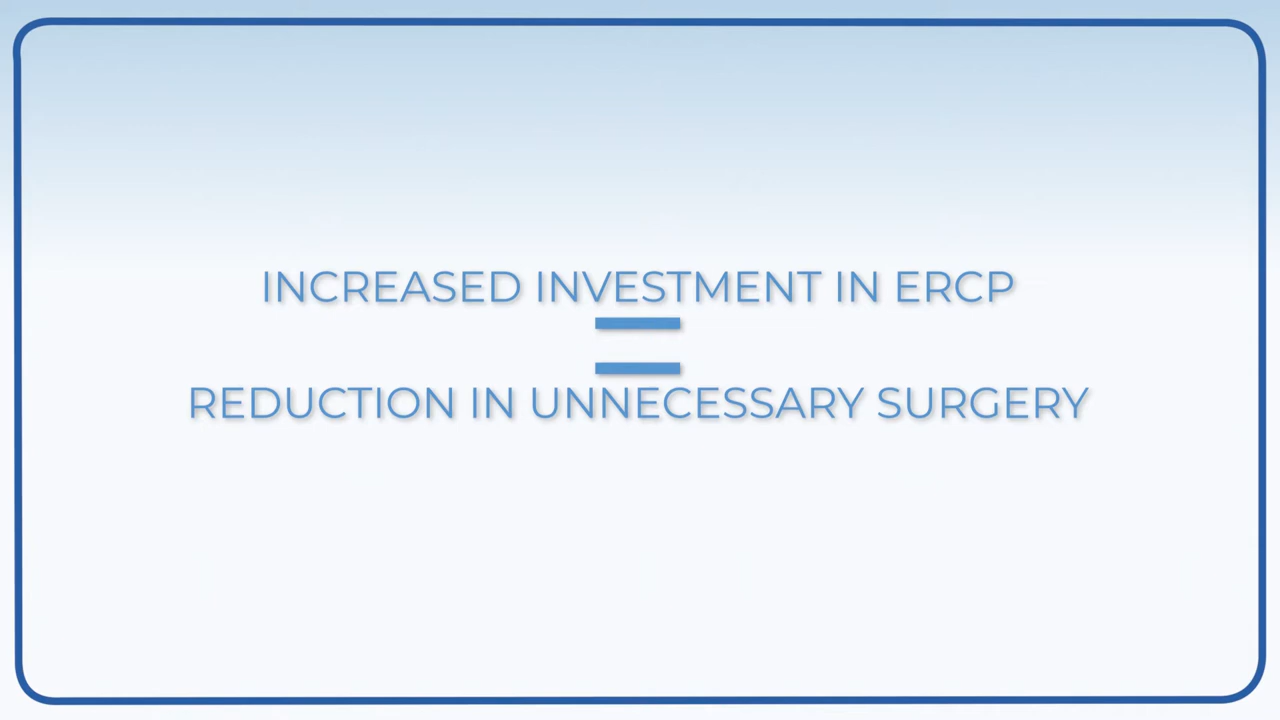 INCREASED INVESTMENT IN ERCP
=
REDUCTION IN UNNECESSARY SURGERY